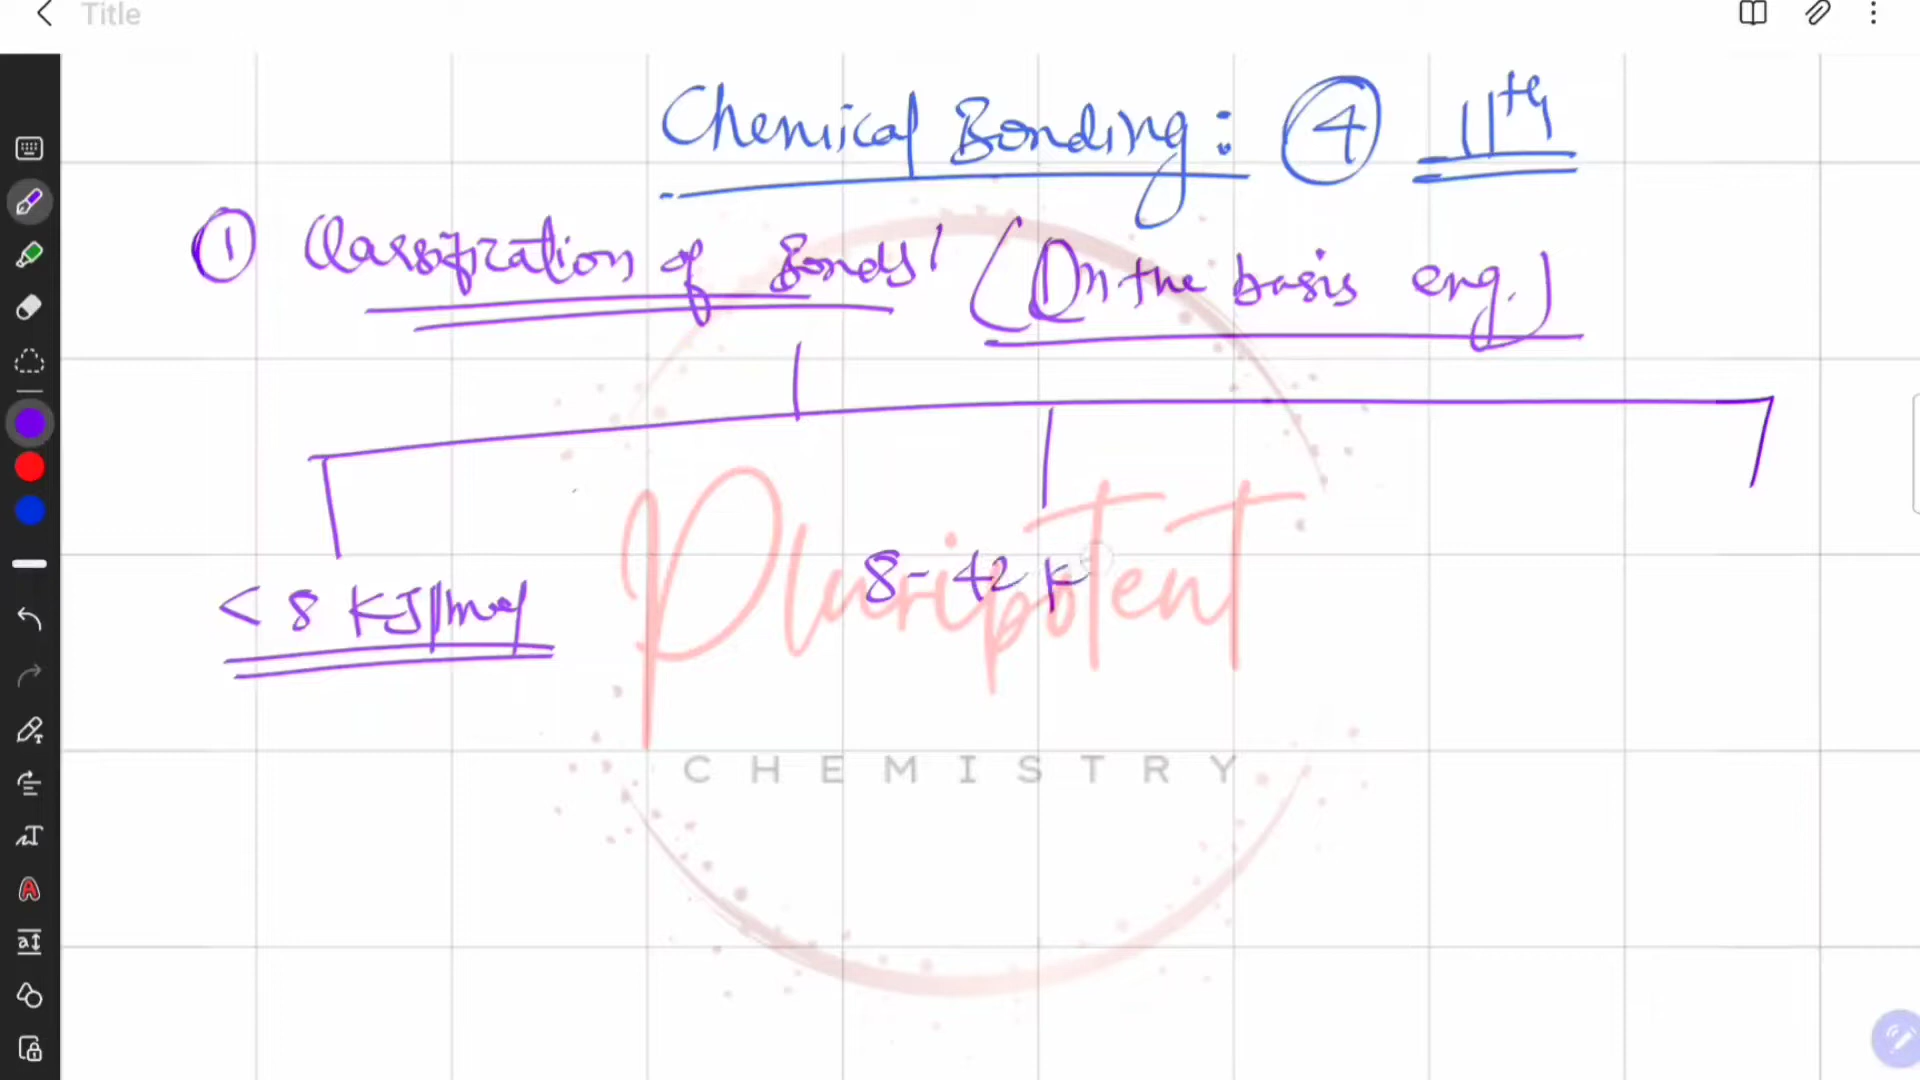 Title
Chemical Bonding: 4 11th
1 Classification of Bonds' (On the basis eng.)
< 8 KJ/mol
8-42 K
Pluripotent
CHEMISTRY